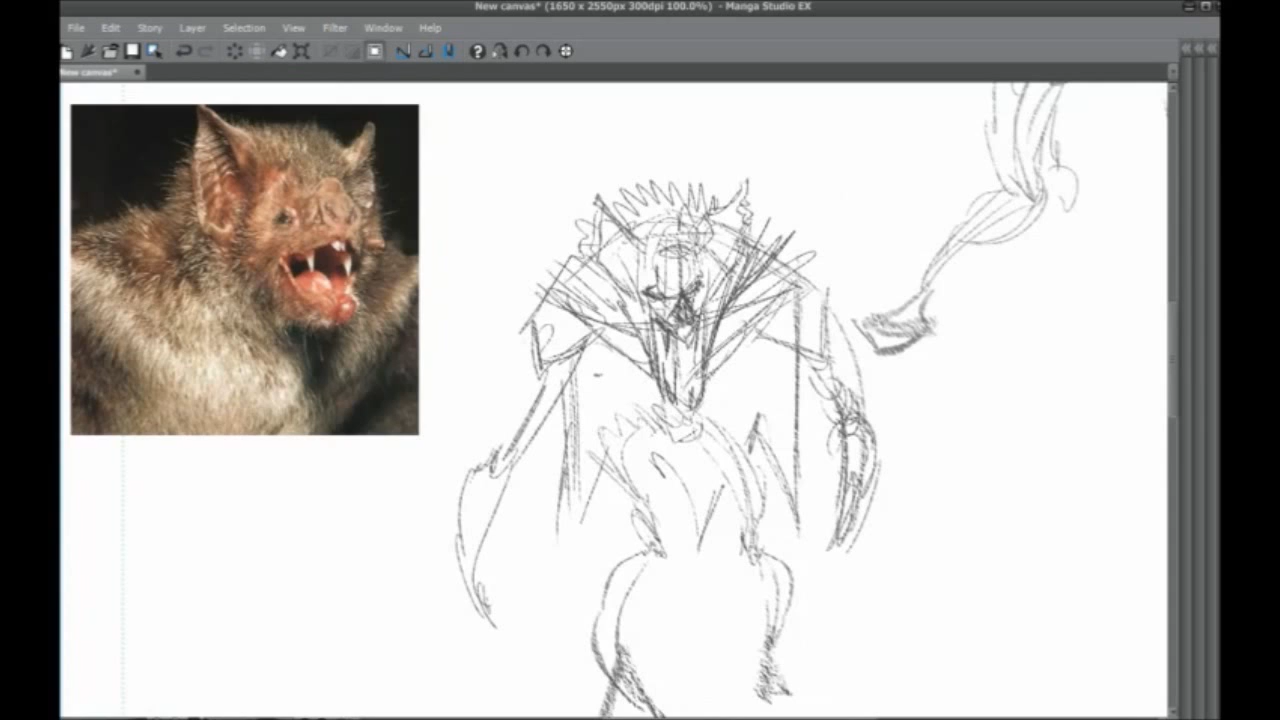 New canvas* (1650 x 2550px 300dpi 100.0%) - Manga Studio EX
File Edit Story Layer Selection View Filter Window Help
New canvas*